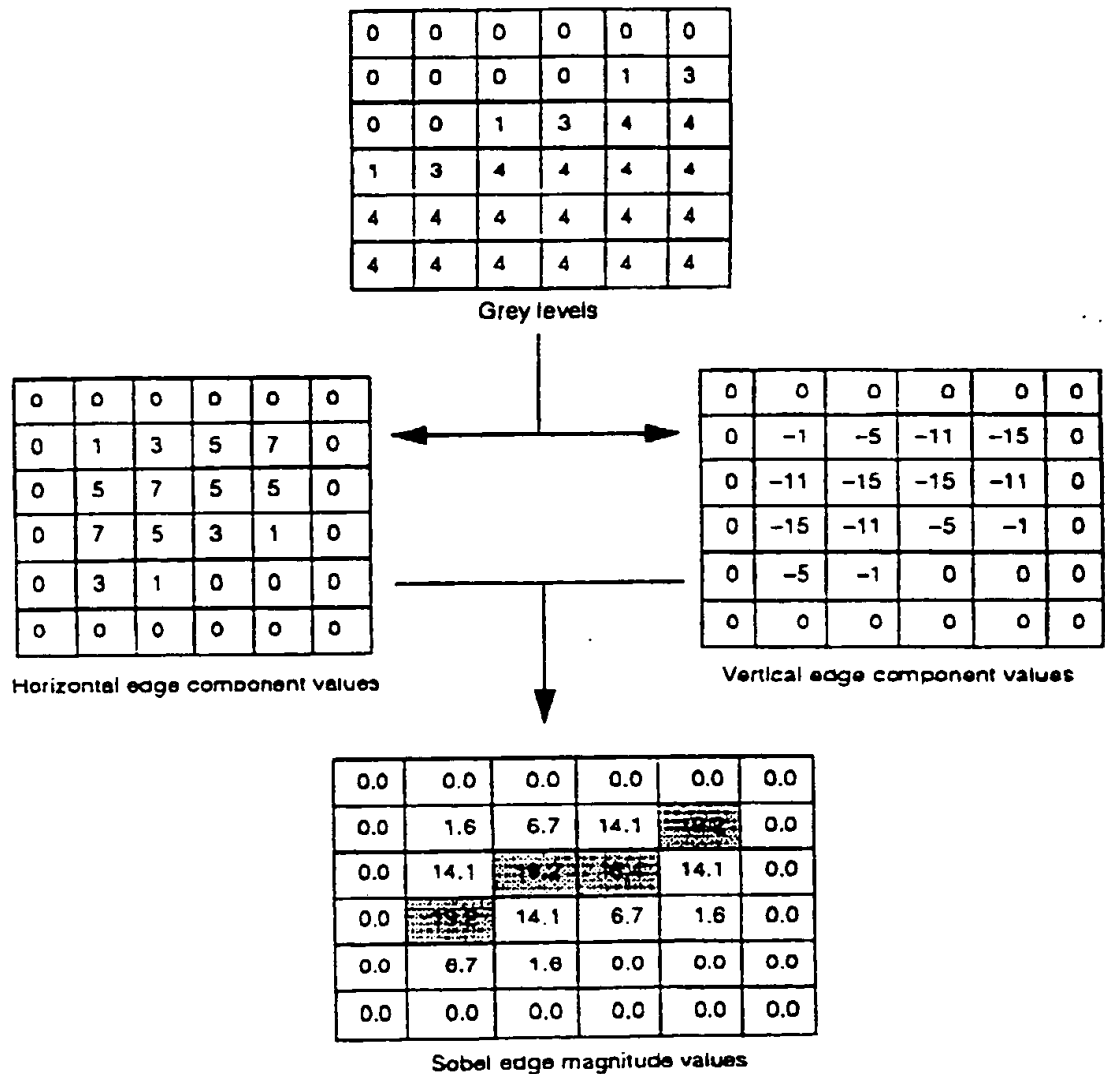 0 0 0 0 0 0
0 0 0 0 1 3
0 0 1 3 4 4
1 3 4 4 4 4
4 4 4 4 4 4
4 4 4 4 4 4
Grey levels
0 0 0 0 0 0
0 1 3 5 7 0
0 5 7 5 5 0
0 7 5 3 1 0
0 3 1 0 0 0
0 0 0 0 0 0
Horizontal edge component values
0 0 0 0 0 0
0 -1 -5 -11 -15 0
0 -11 -15 -15 -11 0
0 -15 -11 -5 -1 0
0 -5 -1 0 0 0
0 0 0 0 0 0
Vertical edge component values
0.0 0.0 0.0 0.0 0.0 0.0
0.0 1.6 6.7 14.1 0.0
0.0 14.1 14.1 0.0
0.0 14.1 6.7 1.6 0.0
0.0 6.7 1.6 0.0 0.0 0.0
0.0 0.0 0.0 0.0 0.0 0.0
Sobel edge magnitude values